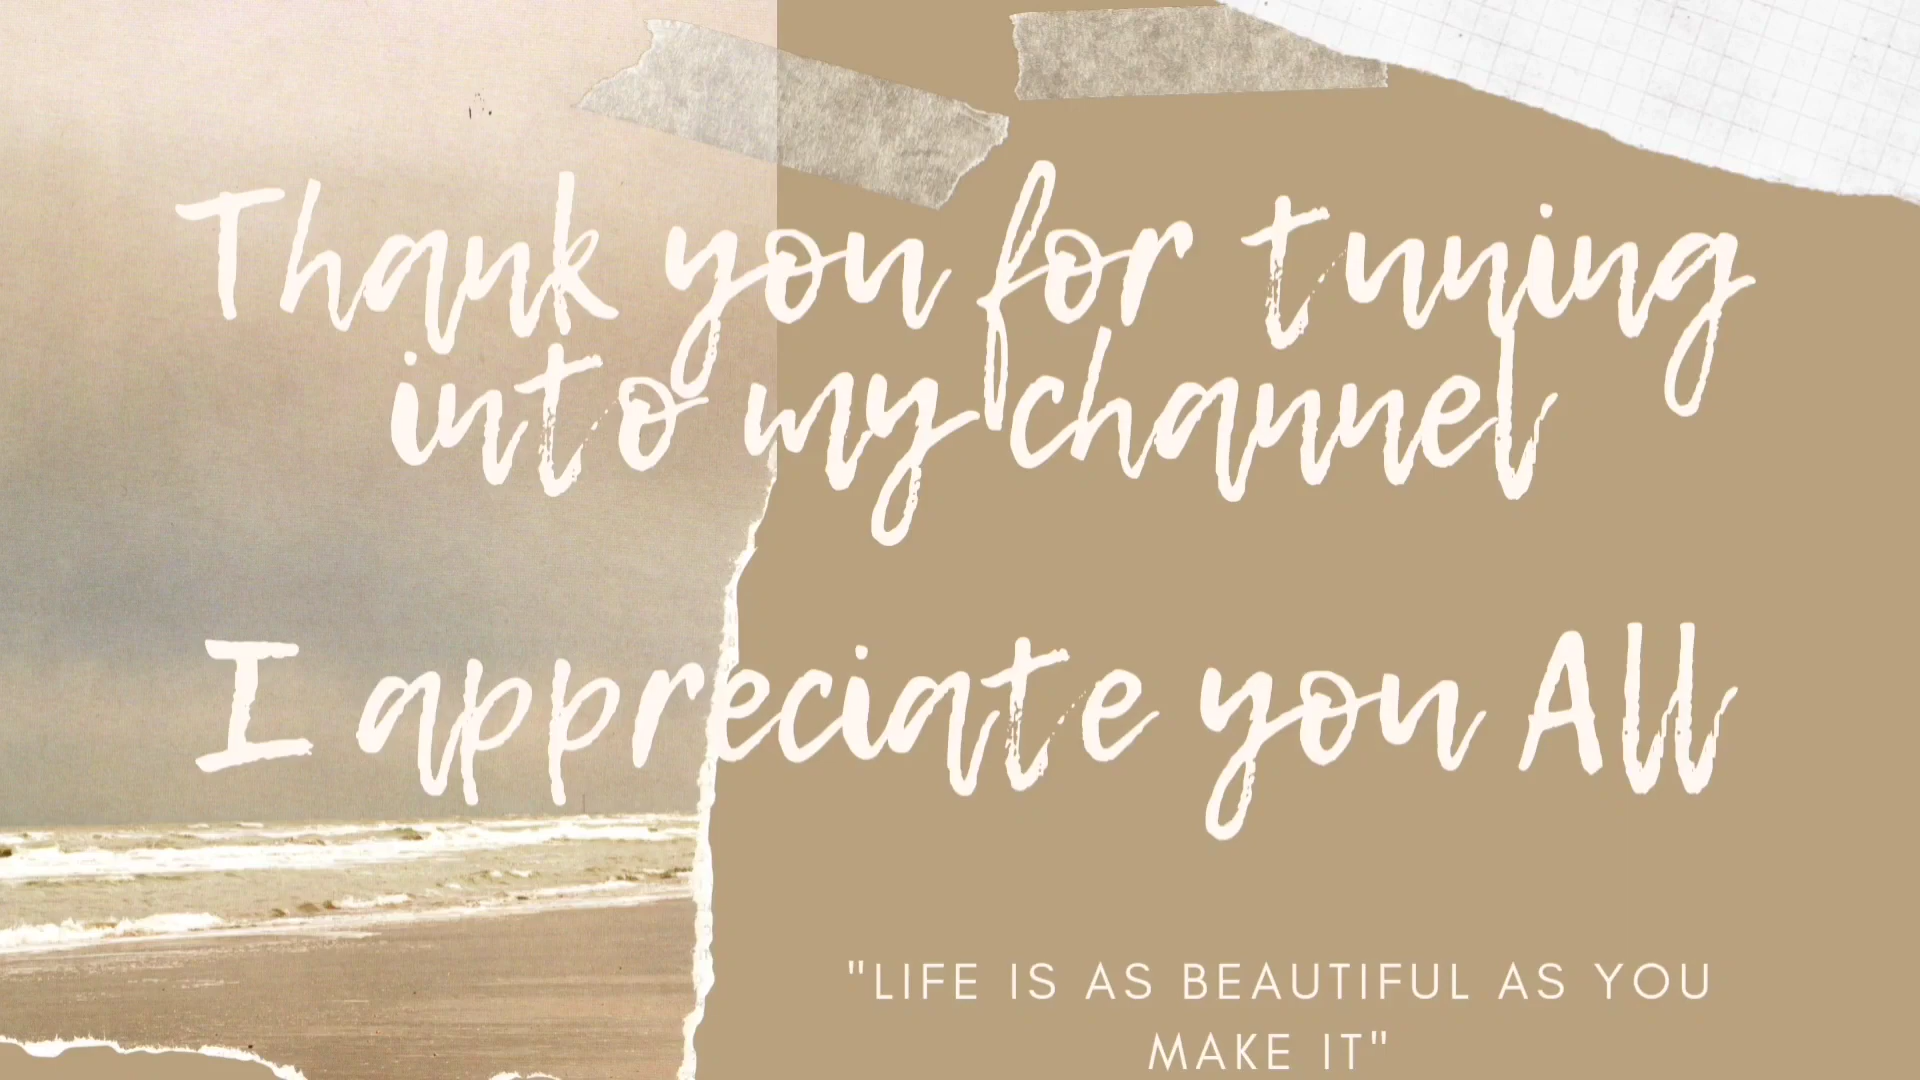 Thank you for tuning
into my channel
I appreciate you All
"LIFE IS AS BEAUTIFUL AS YOU
MAKE IT"